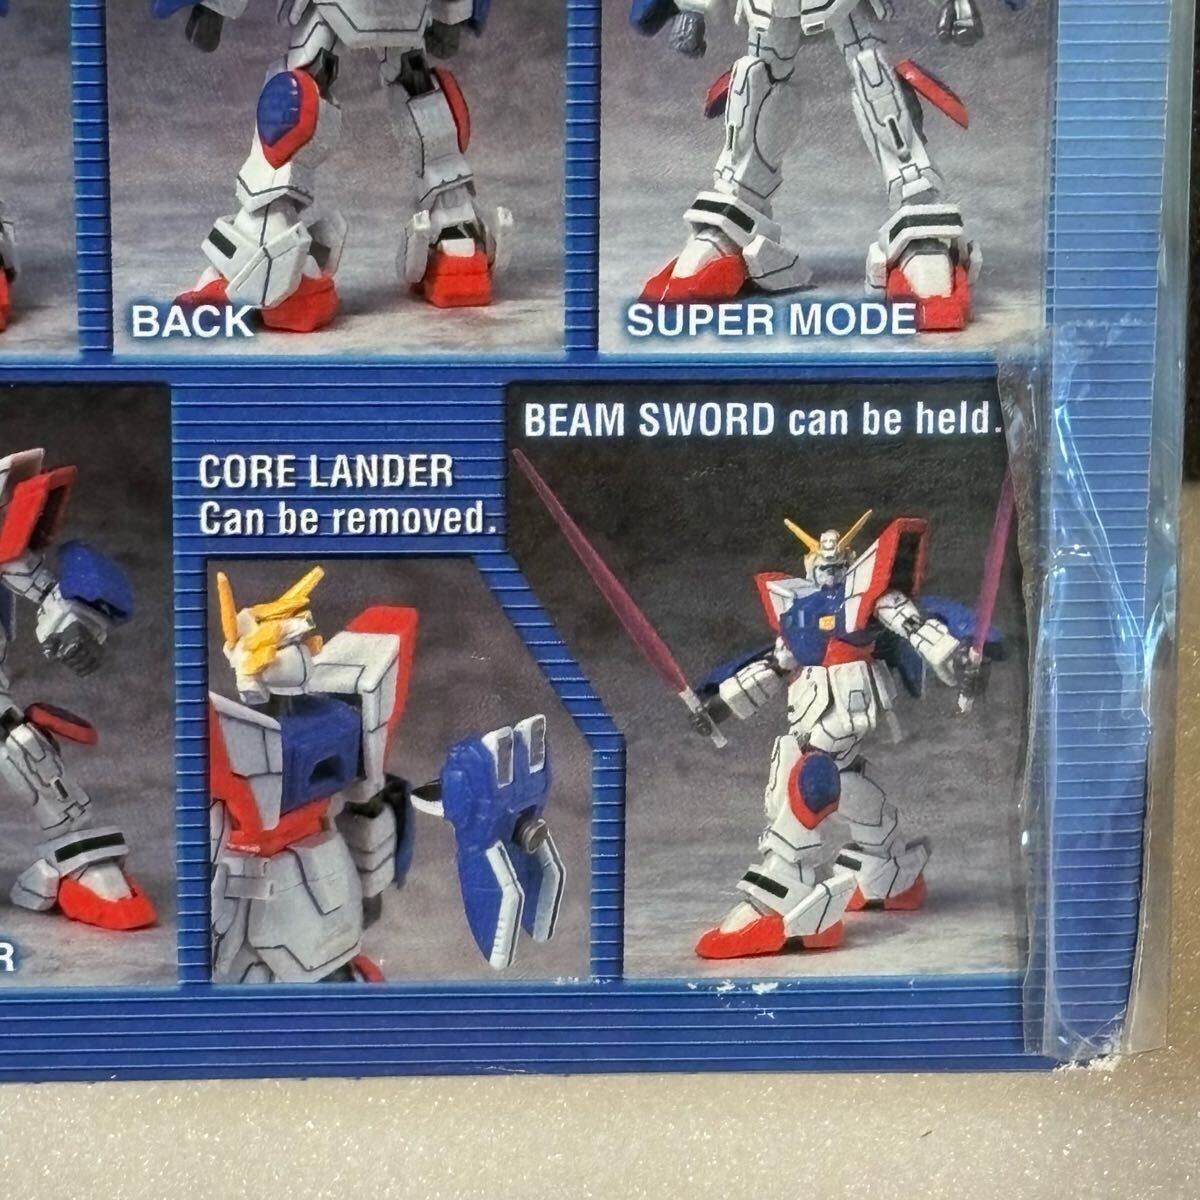 BACK
SUPER MODE
BEAM SWORD can be held.
CORE LANDER
Can be removed.
R